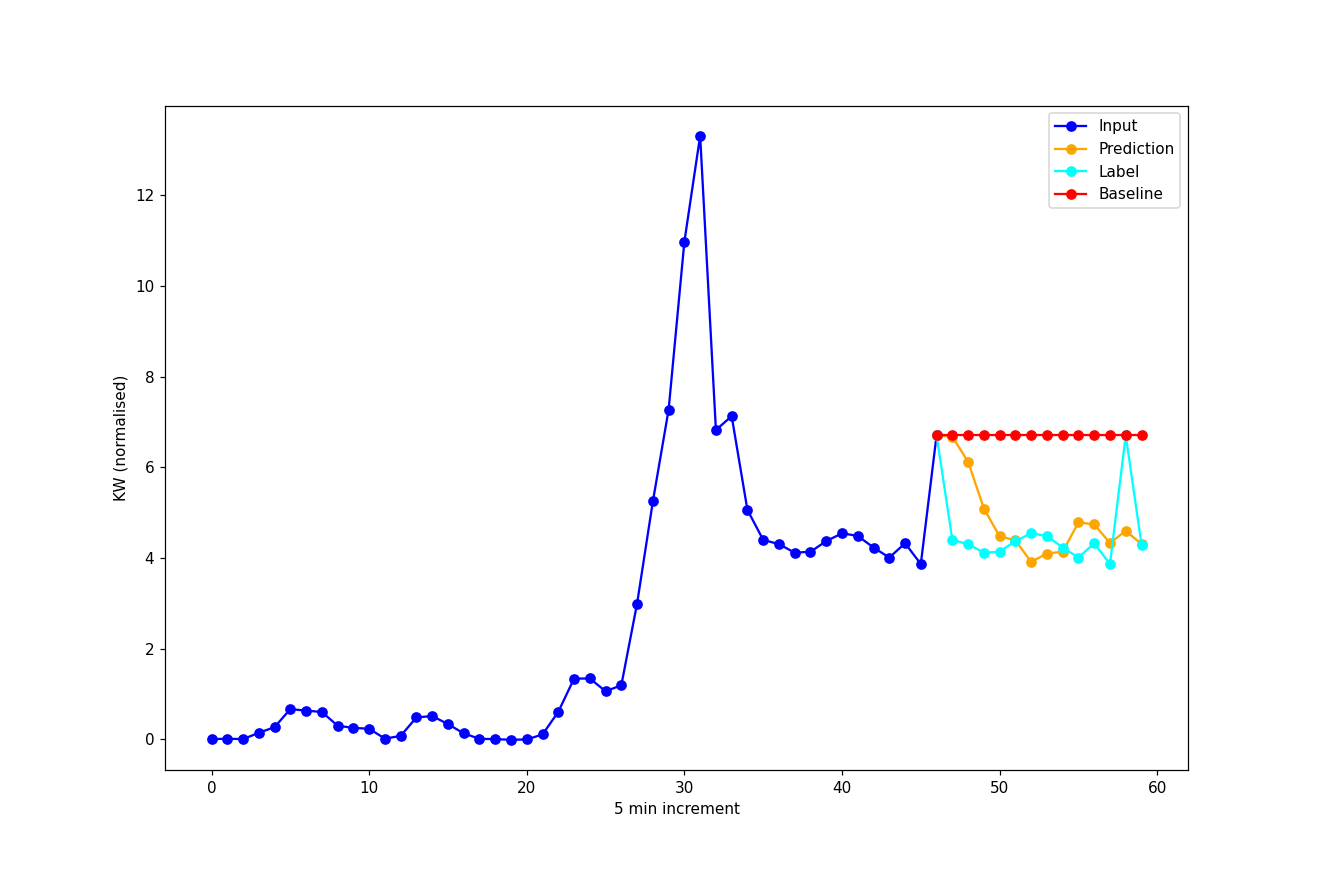 Input
Prediction
Label
Baseline
12
10
8
6
4
2
0
KW (normalised)
0 10 20 30 40 50 60
5 min increment